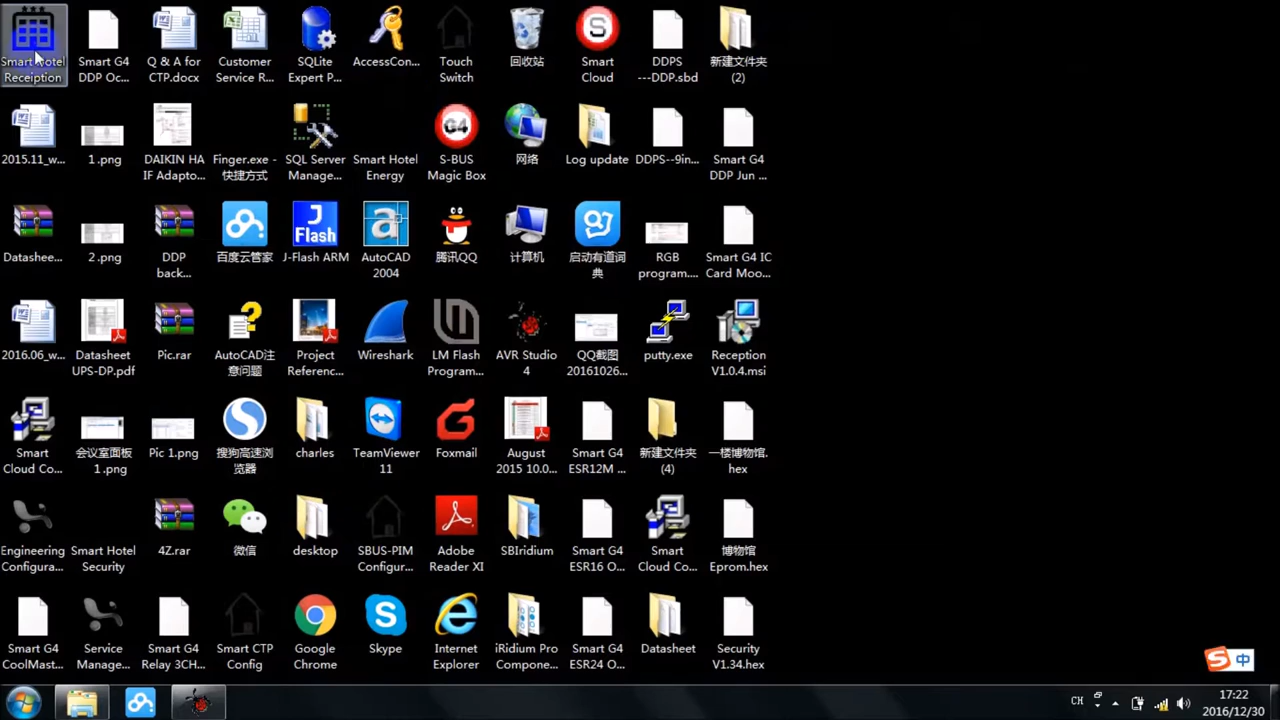 Smart Hotel
Receiption
Smart G4
DDP Oc...
Q & A for
CTP.docx
Customer
Service R...
SQLite
Expert P...
AccessCon...
Touch
Switch
回收站
S
Smart
Cloud
DDPS
---DDP.sbd
新建文件夹
(2)
2015.11_w...
1.png
DAIKIN HA
IF Adapto...
Finger.exe -
快捷方式
SQL Server
Manage...
Smart Hotel
Energy
G4
S-BUS
Magic Box
网络
Log update
DDPS--9in...
Smart G4
DDP Jun ...
Datashee...
2.png
DDP
back...
百度云管家
J
Flash
J-Flash ARM
a
AutoCAD
2004
腾讯QQ
计算机
启动有道词
典
RGB
program....
Smart G4 IC
Card Moo...
2016.06_w...
Datasheet
UPS-DP.pdf
Pic.rar
AutoCAD注
意问题
Project
Referenc...
Wireshark
LM Flash
Program...
AVR Studio
4
QQ截图
20161026...
putty.exe
Reception
V1.0.4.msi
Smart
Cloud Co...
会议室面板
1.png
Pic 1.png
搜狗高速浏
览器
charles
TeamViewer
11
Foxmail
August
2015 10.0...
Smart G4
ESR12M ...
新建文件夹
(4)
一楼博物馆.
hex
Engineering
Configura...
Smart Hotel
Security
4Z.rar
微信
desktop
SBUS-PIM
Configur...
Adobe
Reader XI
SBIridium
Smart G4
ESR16 O...
Smart
Cloud Co...
博物馆
Eprom.hex
Smart G4
CoolMast...
Service
Manage...
Smart G4
Relay 3CH...
Smart CTP
Config
Google
Chrome
S
Skype
Internet
Explorer
iRidium Pro
Compone...
Smart G4
ESR24 O...
Datasheet
Security
V1.34.hex
S 中
CH
17:22
2016/12/30